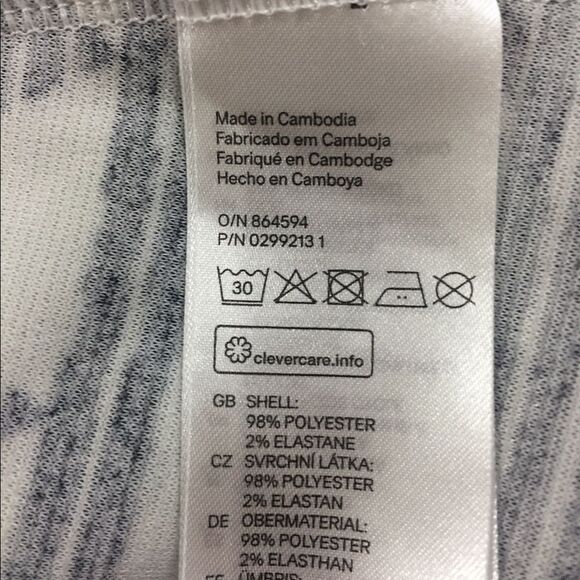 Made in Cambodia
Fabricado em Camboja
Fabriqué en Cambodge
Hecho en Camboya
O/N 864594
P/N 0299213 1
30
clevercare.info
GB SHELL:
98% POLYESTER
2% ELASTANE
CZ SVRCHNÍ LÁTKA:
98% POLYESTER
2% ELASTAN
DE OBERMATERIAL:
98% POLYESTER
2% ELASTHAN